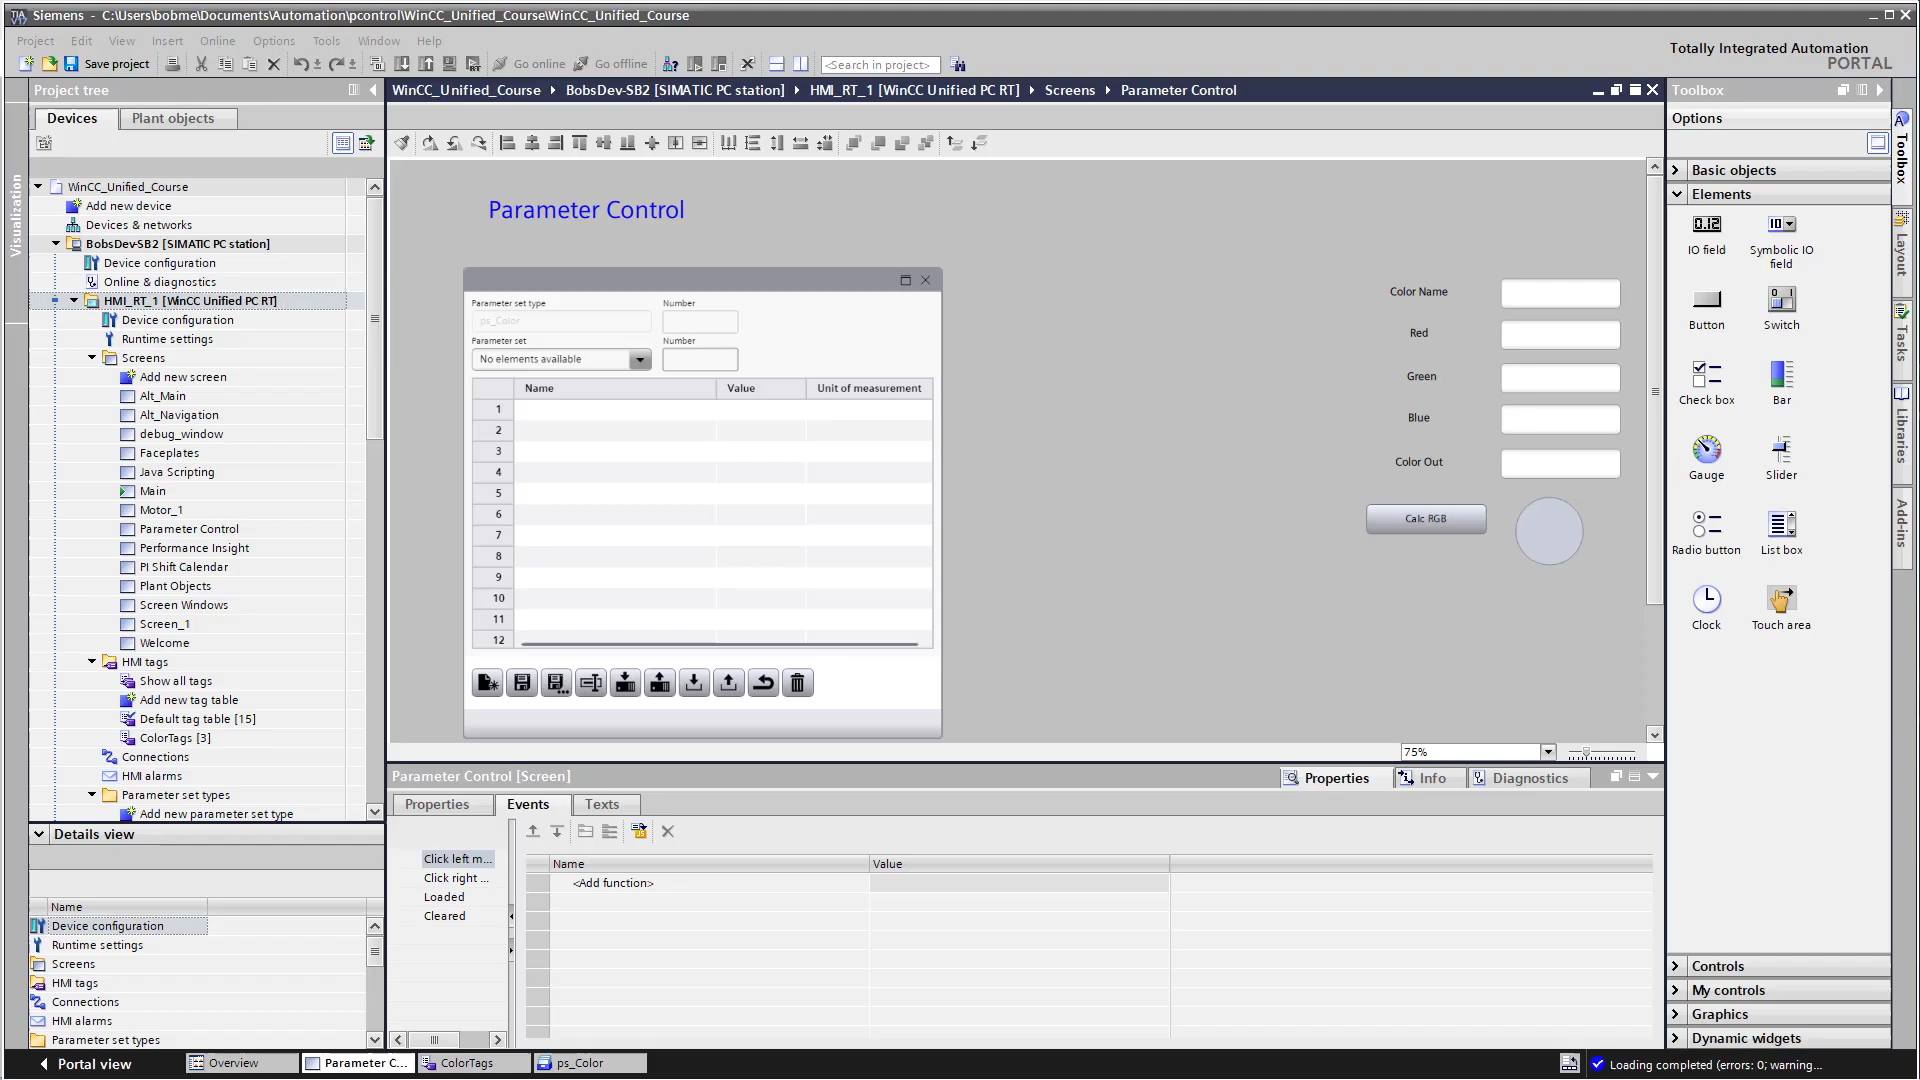 Siemens - C:\Users\bobme\Documents\Automation\pcontrol\WinCC_Unified_Course\WinCC_Unified_Course
Project Edit View Insert Online Options Tools Window Help
Totally Integrated Automation
PORTAL
Save project Go online Go offline <Search in project>
Project tree
WinCC_Unified_Course BobsDev-SB2 [SIMATIC PC station] HMI_RT_1 [WinCC Unified PC RT] Screens Parameter Control
Toolbox
Devices Plant objects
Options
Visualization
WinCC_Unified_Course
Add new device
Devices & networks
BobsDev-SB2 [SIMATIC PC station]
Device configuration
Online & diagnostics
HMI_RT_1 [WinCC Unified PC RT]
Device configuration
Runtime settings
Screens
Add new screen
Alt_Main
Alt_Navigation
debug_window
Faceplates
Java Scripting
Main
Motor_1
Parameter Control
Performance Insight
PI Shift Calendar
Plant Objects
Screen Windows
Screen_1
Welcome
HMI tags
Show all tags
Add new tag table
Default tag table [15]
ColorTags [3]
Connections
HMI alarms
Parameter set types
Add new parameter set type
Details view
Name
Device configuration
Runtime settings
Screens
HMI tags
Connections
HMI alarms
Parameter set types
Parameter Control
Parameter set type Number
ps_Color
Parameter set Number
No elements available
Name Value Unit of measurement
1
2
3
4
5
6
7
8
9
10
11
12
Color Name
Red
Green
Blue
Color Out
Calc RGB
75%
Parameter Control [Screen]
Properties Info Diagnostics
Properties Events Texts
Click left m...
Click right ...
Loaded
Cleared
Name Value
<Add function>
Basic objects
Elements
0.12 10
IO field Symbolic IO field
0 1
Button Switch
Check box Bar
Gauge Slider
Radio button List box
Clock Touch area
Controls
My controls
Graphics
Dynamic widgets
Toolbox
Layout
Tasks
Libraries
Add-ins
Portal view Overview Parameter C... ColorTags ps_Color
Loading completed (errors: 0; warning...